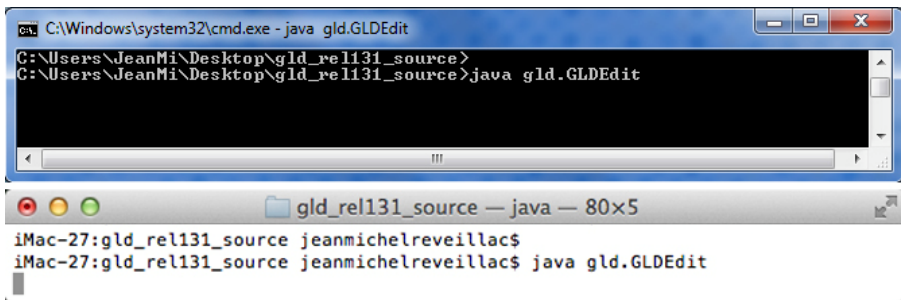 C:\Windows\system32\cmd.exe - java gld.GLDEdit
C:\Users\JeanMi\Desktop\gld_rel131_source>
C:\Users\JeanMi\Desktop\gld_rel131_source>java gld.GLDEdit
gld_rel131_source — java — 80×5
iMac-27:gld_rel131_source jeanmichelreveillac$
iMac-27:gld_rel131_source jeanmichelreveillac$ java gld.GLDEdit